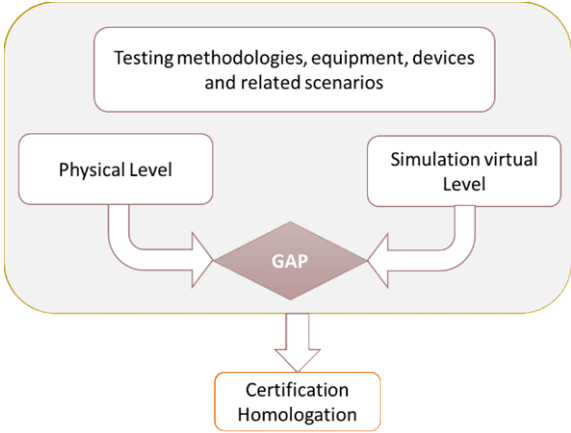 Testing methodologies, equipment, devices
and related scenarios
Physical Level
Simulation virtual
Level
GAP
Certification
Homologation